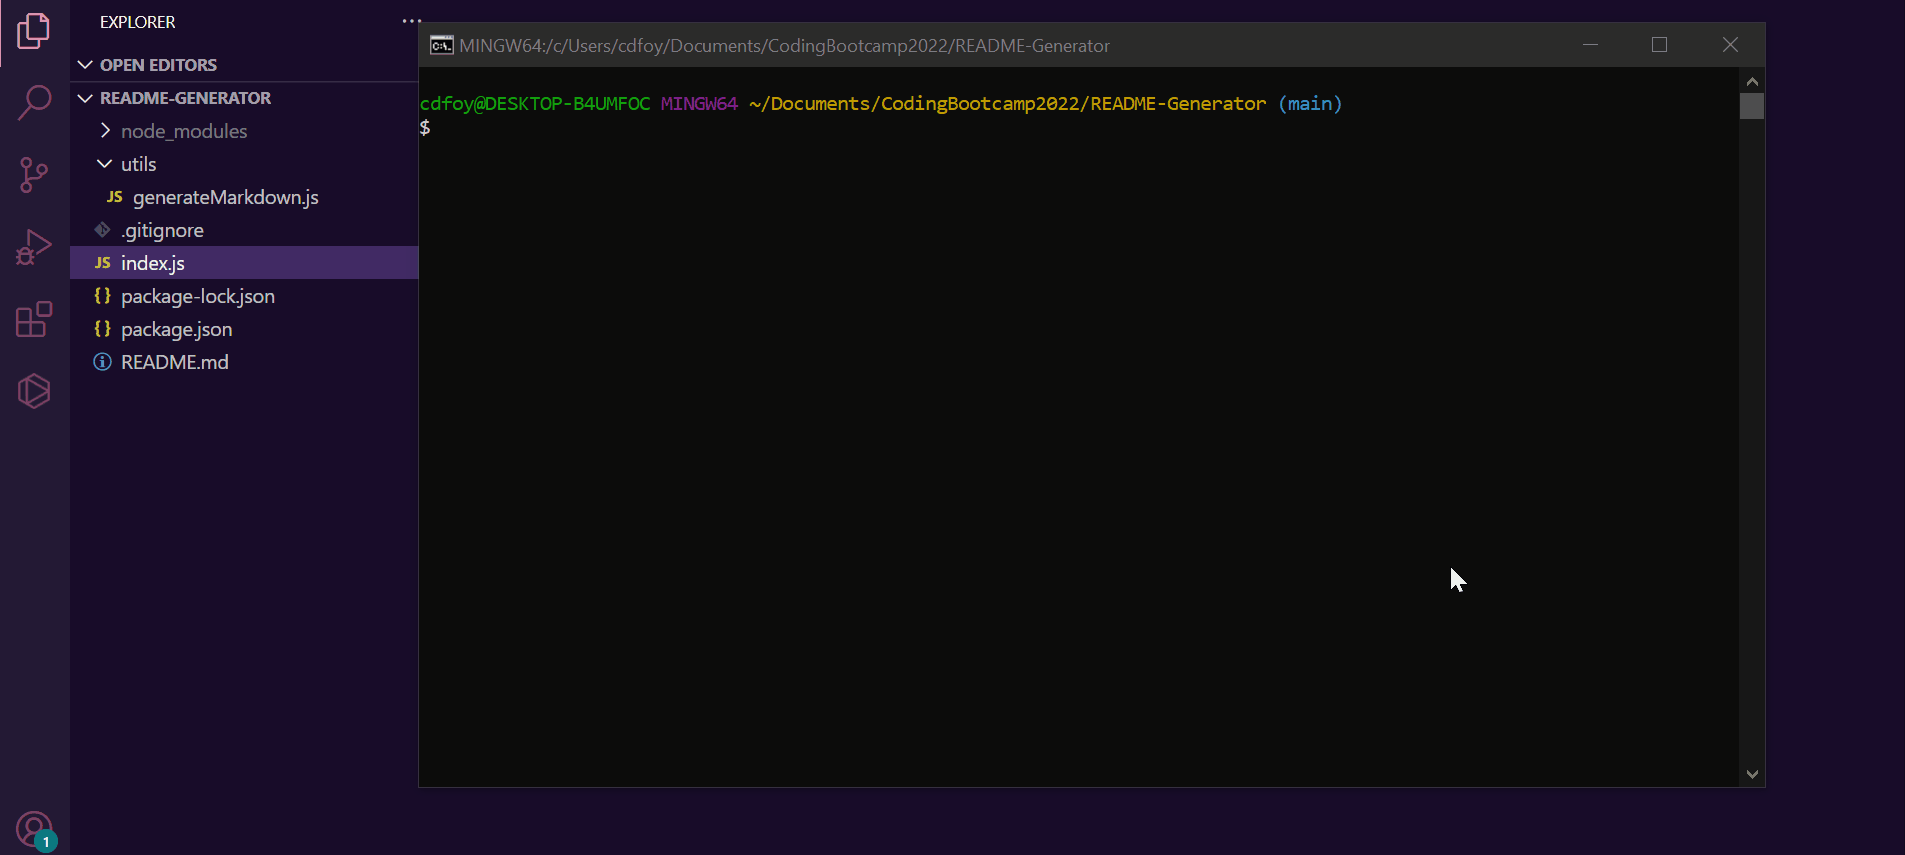 EXPLORER
OPEN EDITORS
README-GENERATOR
node_modules
utils
JS generateMarkdown.js
.gitignore
JS index.js
{} package-lock.json
{} package.json
README.md
1
MINGW64:/c/Users/cdfoy/Documents/CodingBootcamp2022/README-Generator
cdfoy@DESKTOP-B4UMFOC MINGW64 ~/Documents/CodingBootcamp2022/README-Generator (main)
$